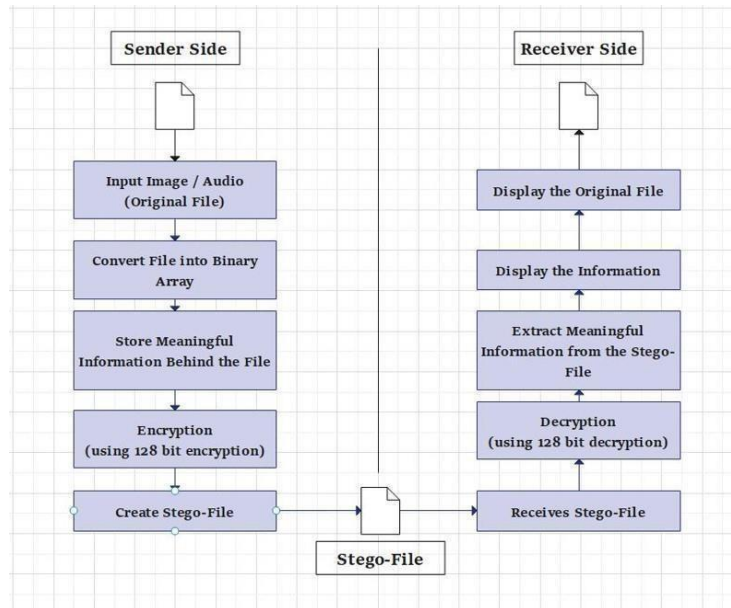 Sender Side
Receiver Side
Input Image / Audio
(Original File)
Convert File into Binary
Array
Store Meaningful
Information Behind the File
Encryption
(using 128 bit encryption)
Create Stego-File
Stego-File
Receives Stego-File
Decryption
(using 128 bit decryption)
Extract Meaningful
Information from the Stego-
File
Display the Information
Display the Original File